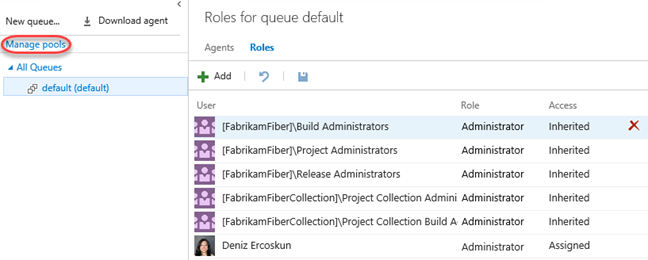 New queue... Download agent
Manage pools
All Queues
default (default)
Roles for queue default
Agents Roles
Add
User Role Access
[FabrikamFiber]\Build Administrators Administrator Inherited
[FabrikamFiber]\Project Administrators Administrator Inherited
[FabrikamFiber]\Release Administrators Administrator Inherited
[FabrikamFiberCollection]\Project Collection Admini Administrator Inherited
[FabrikamFiberCollection]\Project Collection Build A Administrator Inherited
Deniz Ercoskun Administrator Assigned